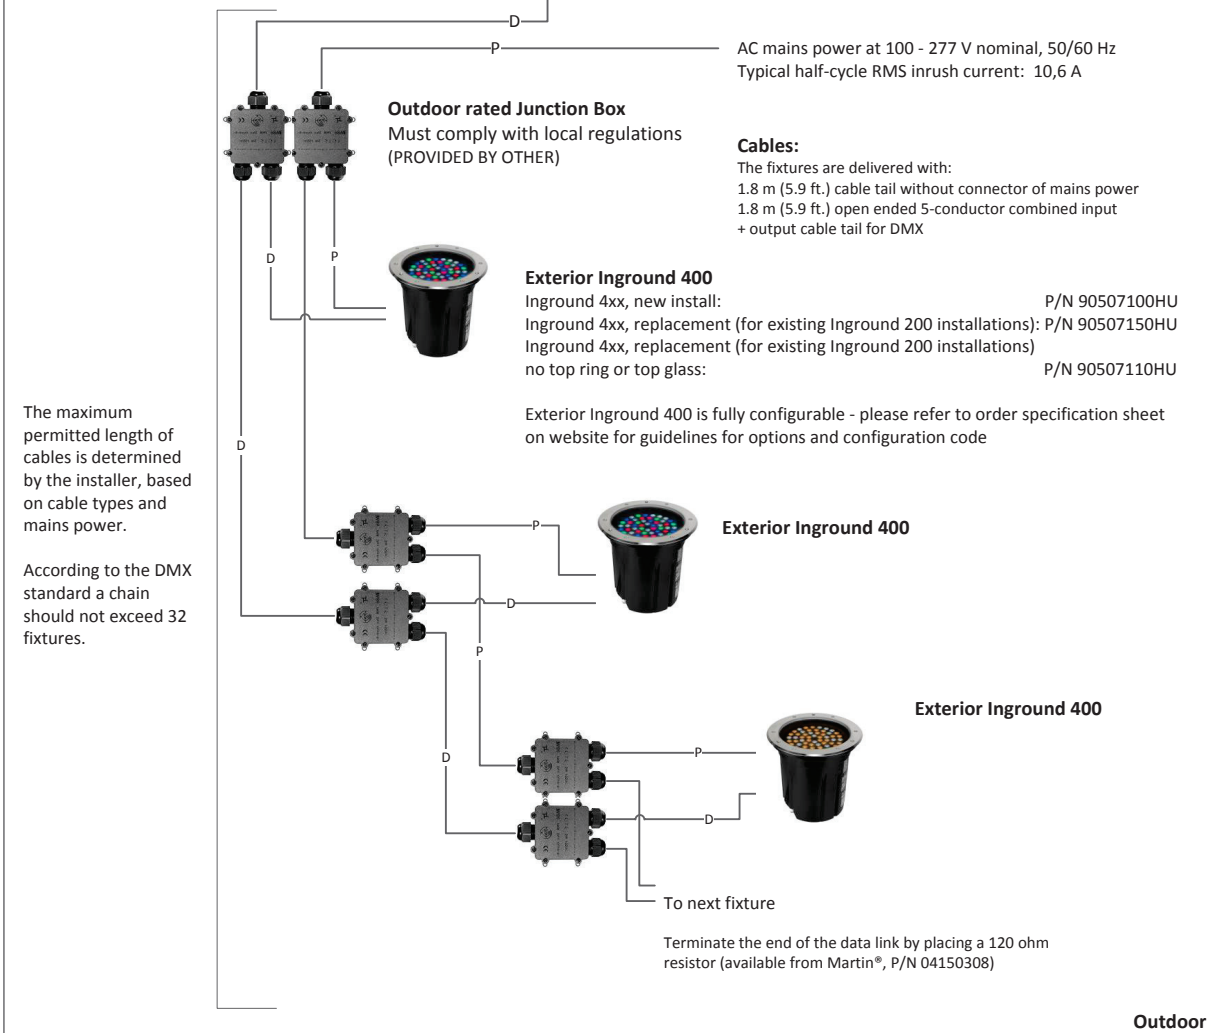 D
P
AC mains power at 100 - 277 V nominal, 50/60 Hz
Typical half-cycle RMS inrush current:  10,6 A
Outdoor rated Junction Box
Must comply with local regulations
(PROVIDED BY OTHER)
Cables:
The fixtures are delivered with:
1.8 m (5.9 ft.) cable tail without connector of mains power
1.8 m (5.9 ft.) open ended 5-conductor combined input
+ output cable tail for DMX
D
P
Exterior Inground 400
Inground 4xx, new install: P/N 90507100HU
Inground 4xx, replacement (for existing Inground 200 installations): P/N 90507150HU
Inground 4xx, replacement (for existing Inground 200 installations)
no top ring or top glass: P/N 90507110HU
Exterior Inground 400 is fully configurable - please refer to order specification sheet
on website for guidelines for options and configuration code
The maximum
permitted length of
cables is determined
by the installer, based
on cable types and
mains power.
According to the DMX
standard a chain
should not exceed 32
fixtures.
D
P
Exterior Inground 400
D
P
Exterior Inground 400
D
P
D
To next fixture
Terminate the end of the data link by placing a 120 ohm
resistor (available from Martin®, P/N 04150308)
Outdoor